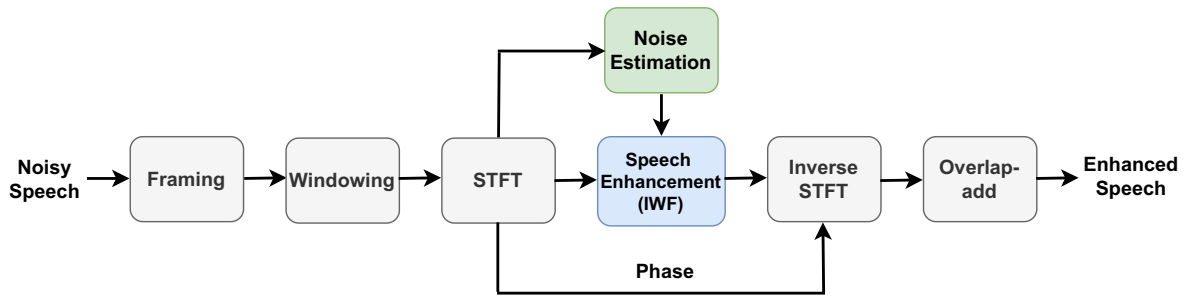 Noise
Estimation
Noisy
Speech
Framing
Windowing
STFT
Speech
Enhancement
(IWF)
Inverse
STFT
Overlap-
add
Enhanced
Speech
Phase